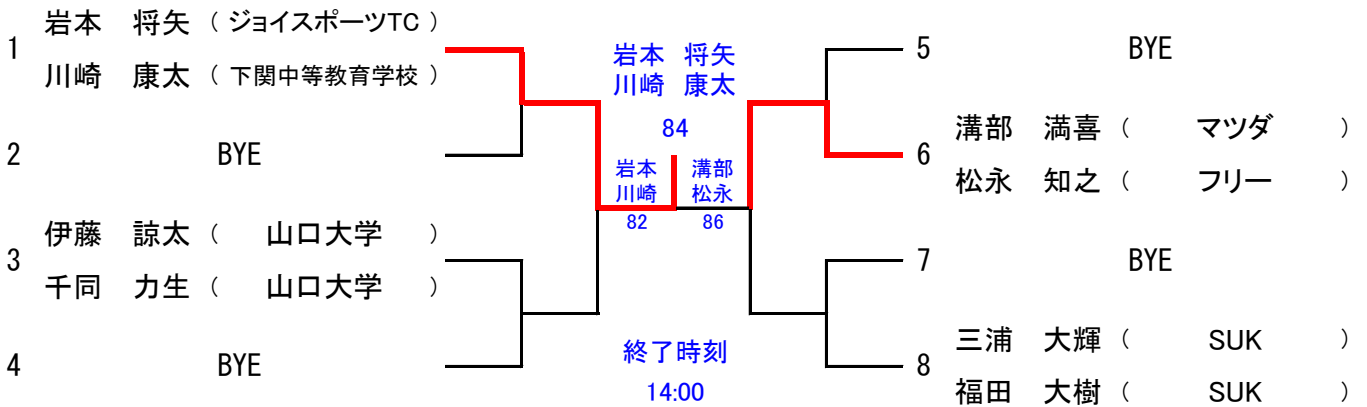 1 岩本 将矢 ( ジョイスポーツTC )
川崎 康太 ( 下関中等教育学校 )
2 BYE
3 伊藤 諒太 ( 山口大学 )
千同 力生 ( 山口大学 )
4 BYE
岩本 将矢
川崎 康太
84
岩本 川崎
82
溝部 松永
86
終了時刻
14:00
5 BYE
6 溝部 満喜 ( マツダ )
松永 知之 ( フリー )
7 BYE
8 三浦 大輝 ( SUK )
福田 大樹 ( SUK )